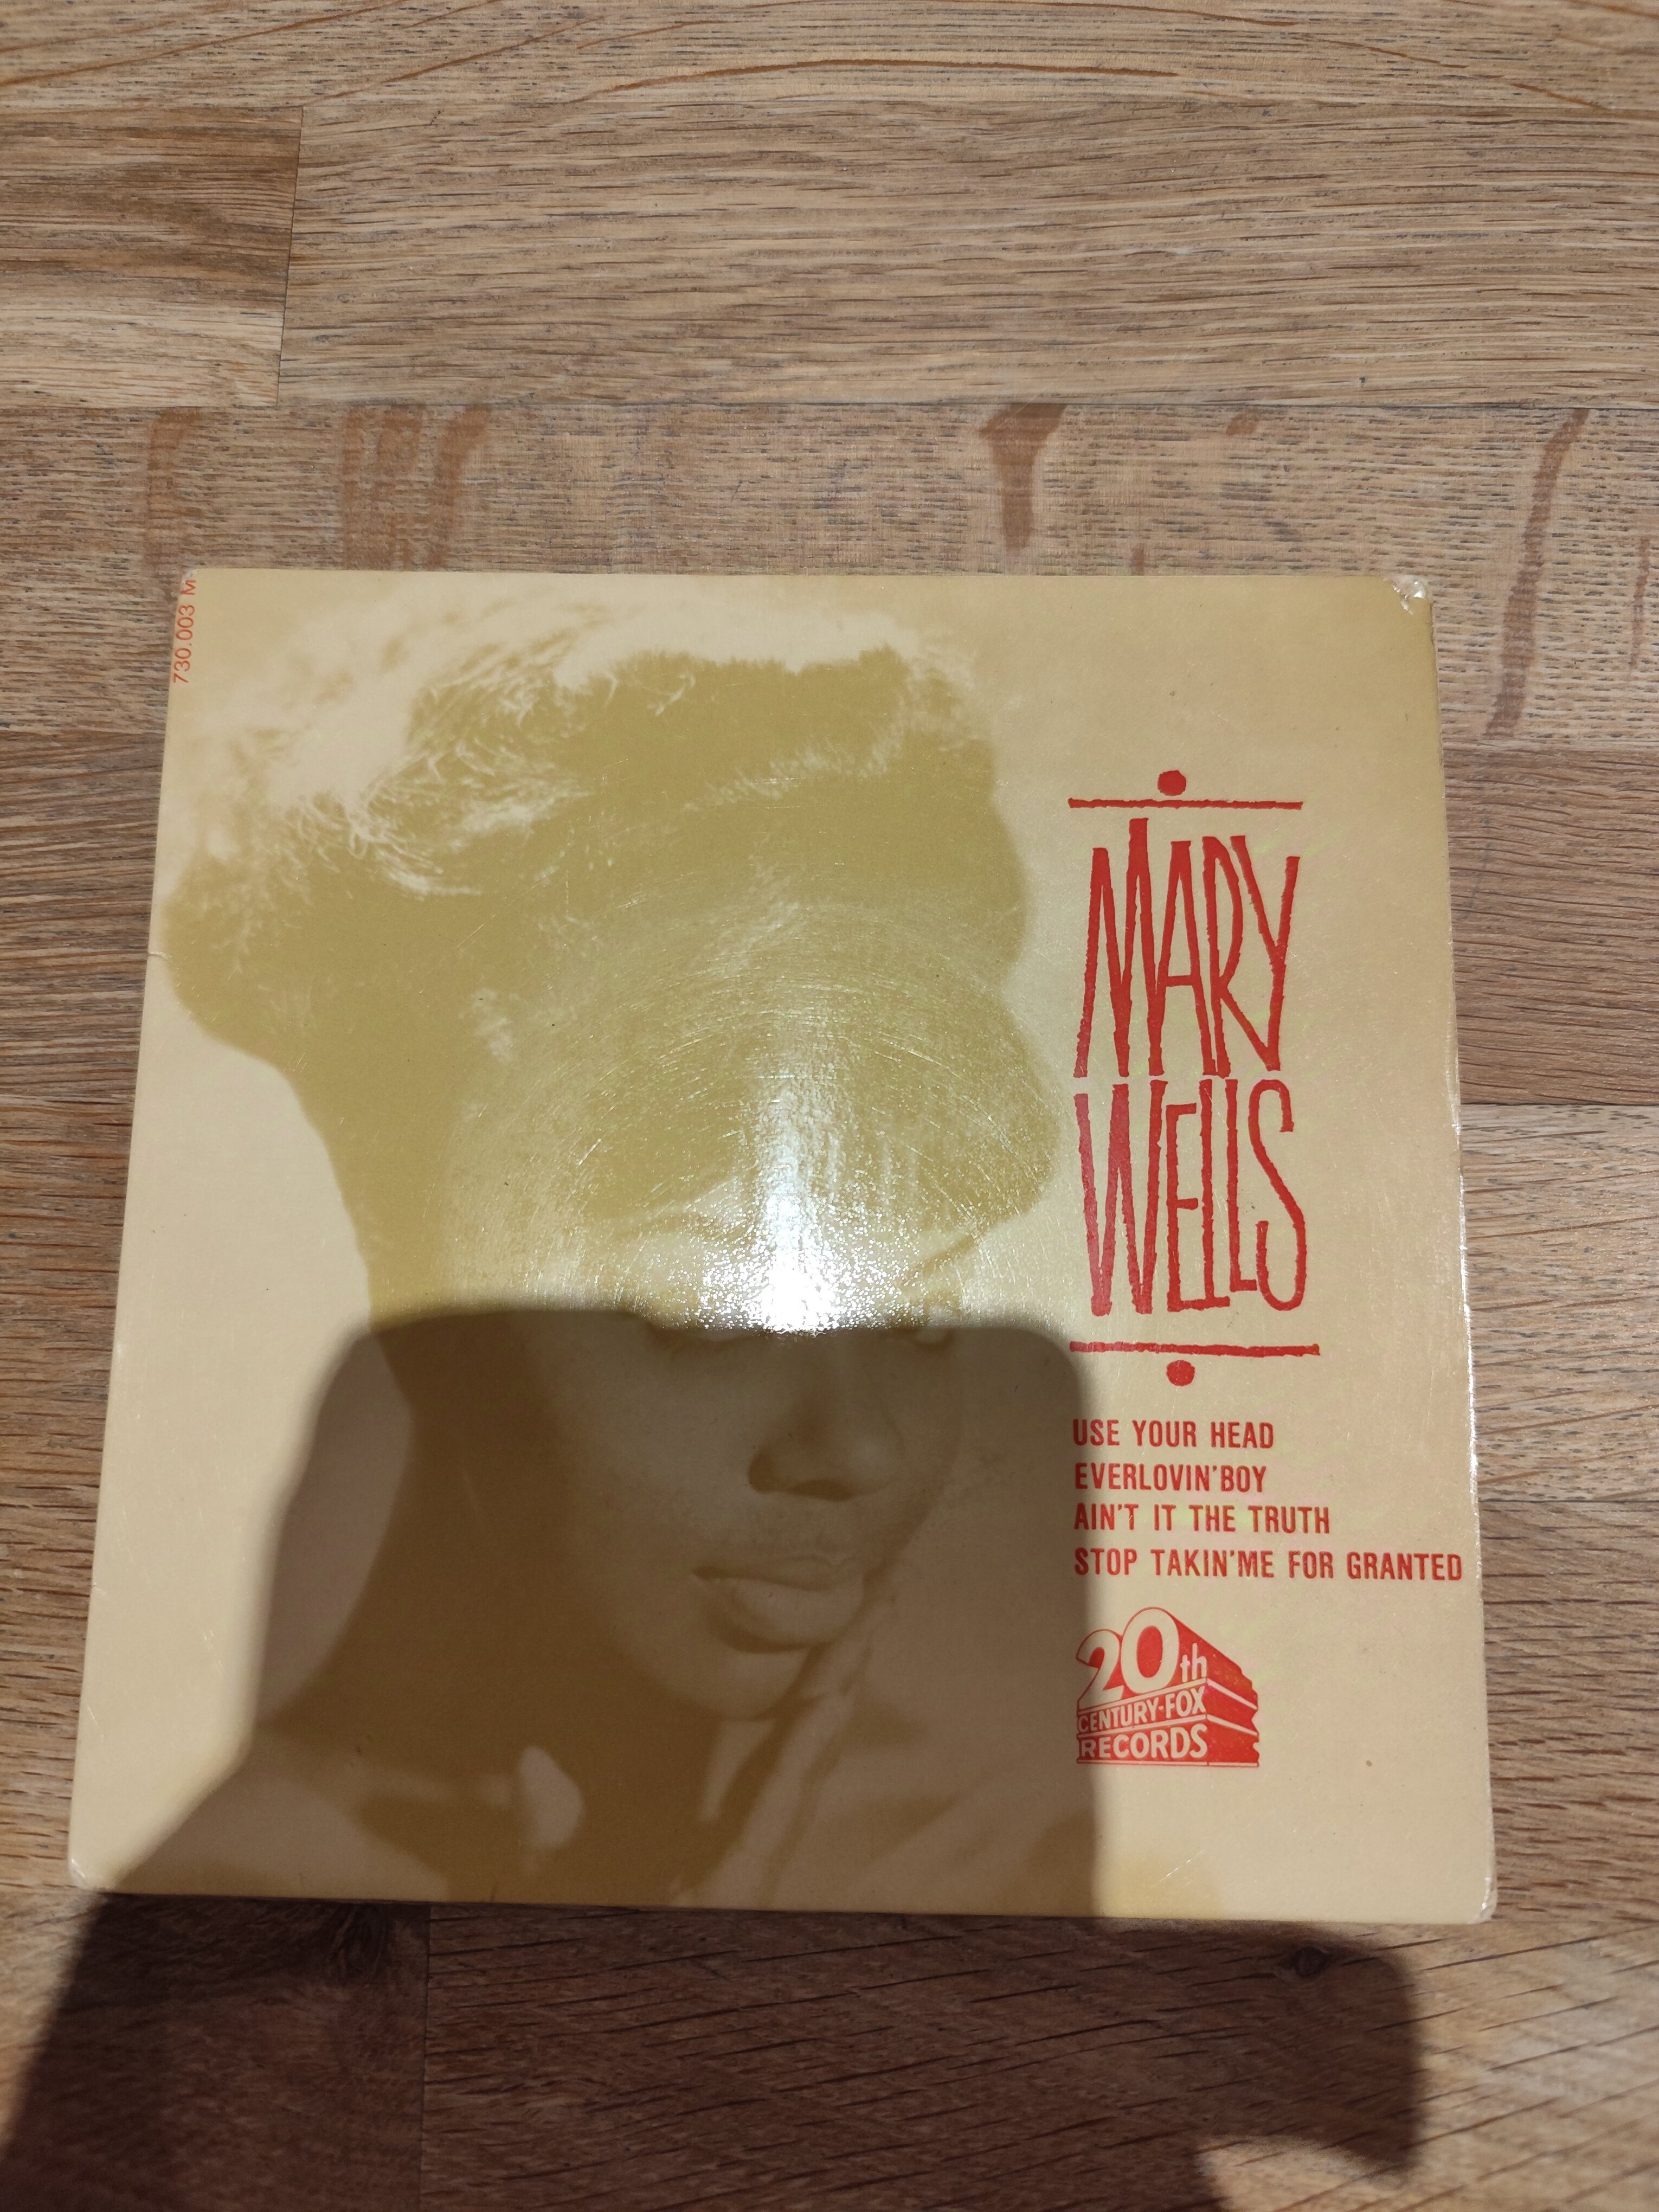 730.003 M
MARY
WELLS
USE YOUR HEAD
EVERLOVIN'BOY
AIN'T IT THE TRUTH
STOP TAKIN'ME FOR GRANTED
20th
CENTURY-FOX
RECORDS